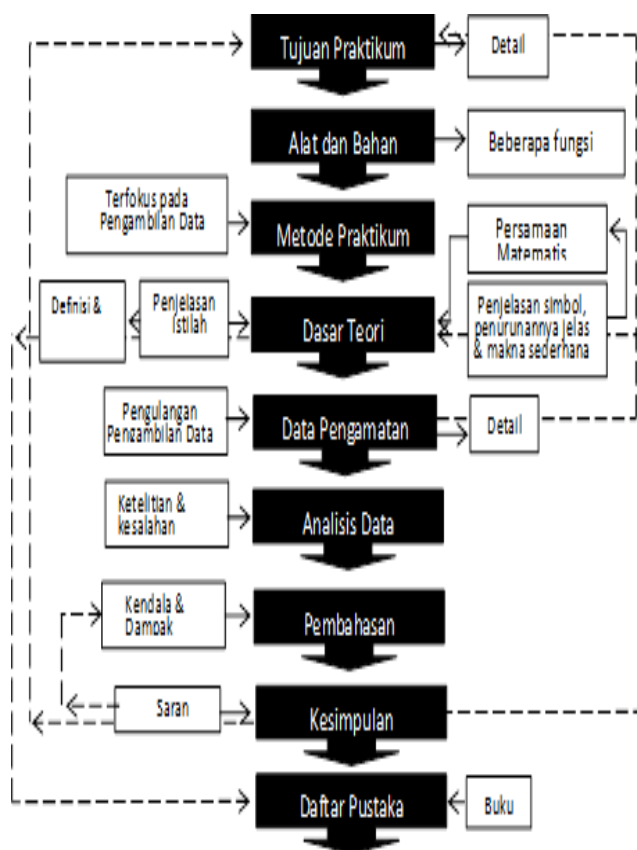 Tujuan Praktikum
Detail
Alat dan Bahan
Beberapa fungsi
Terfokus pada
Pengambilan Data
Metode Praktikum
Persamaan
Matematis
Definisi &
Penjelasan
Istilah
Dasar Teori
Penjelasan simbol,
penurunannya jelas
& makna sederhana
Pengulangan
Pengambilan Data
Data Pengamatan
Detail
Ketelitian &
kesalahan
Analisis Data
Kendala &
Dampak
Pembahasan
Saran
Kesimpulan
Daftar Pustaka
Buku